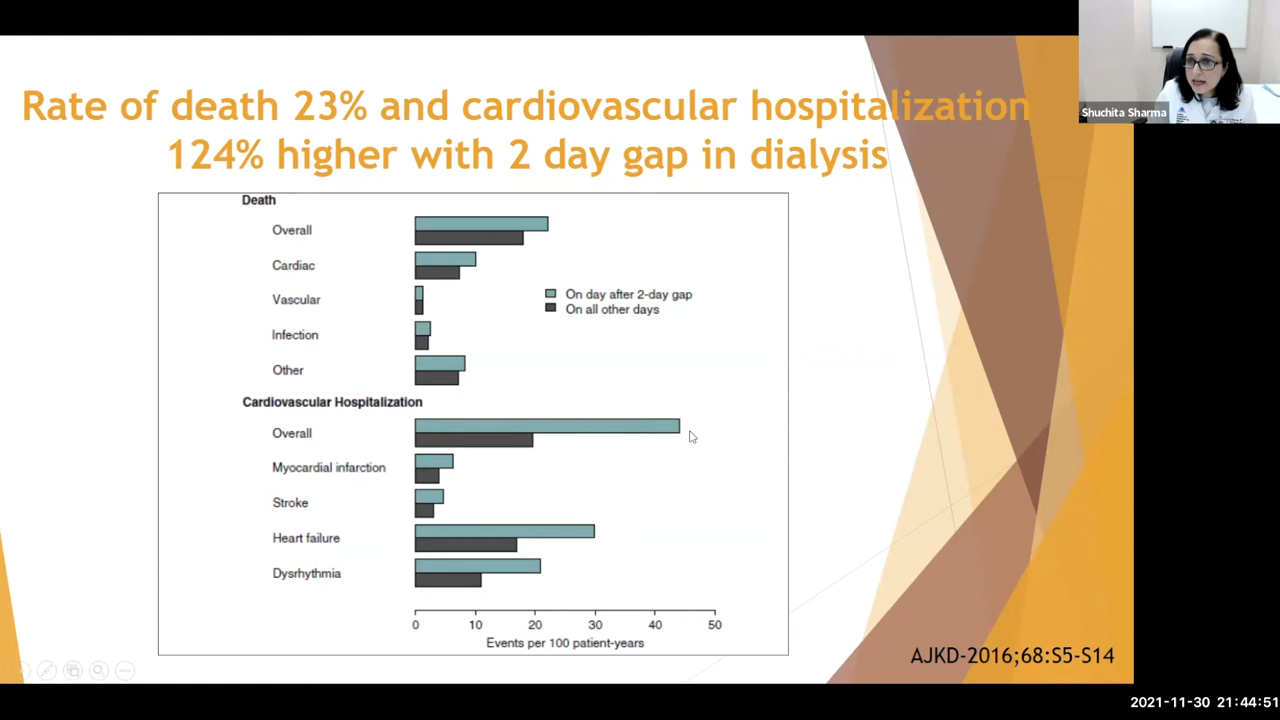 Rate of death 23% and cardiovascular hospitalization
124% higher with 2 day gap in dialysis
Shuchita Sharma
Death
Overall
Cardiac
Vascular
Infection
Other
On day after 2-day gap
On all other days
Cardiovascular Hospitalization
Overall
Myocardial infarction
Stroke
Heart failure
Dysrhythmia
0 10 20 30 40 50
Events per 100 patient-years
AJKD-2016;68:S5-S14
2021-11-30 21:44:51